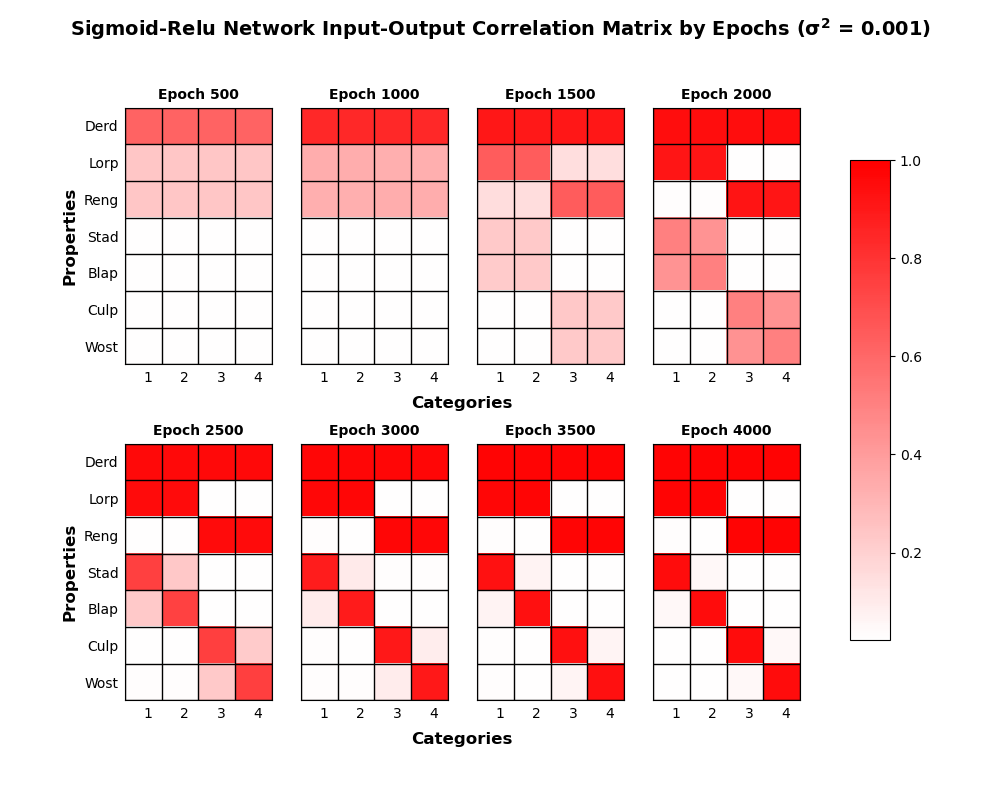 Sigmoid-Relu Network Input-Output Correlation Matrix by Epochs (σ² = 0.001)
Epoch 500
Epoch 1000
Epoch 1500
Epoch 2000
Properties
Derd
Lorp
Reng
Stad
Blap
Culp
Wost
1 2 3 4
1 2 3 4
1 2 3 4
1 2 3 4
Categories
Epoch 2500
Epoch 3000
Epoch 3500
Epoch 4000
Properties
Derd
Lorp
Reng
Stad
Blap
Culp
Wost
1 2 3 4
1 2 3 4
1 2 3 4
1 2 3 4
Categories
1.0
0.8
0.6
0.4
0.2